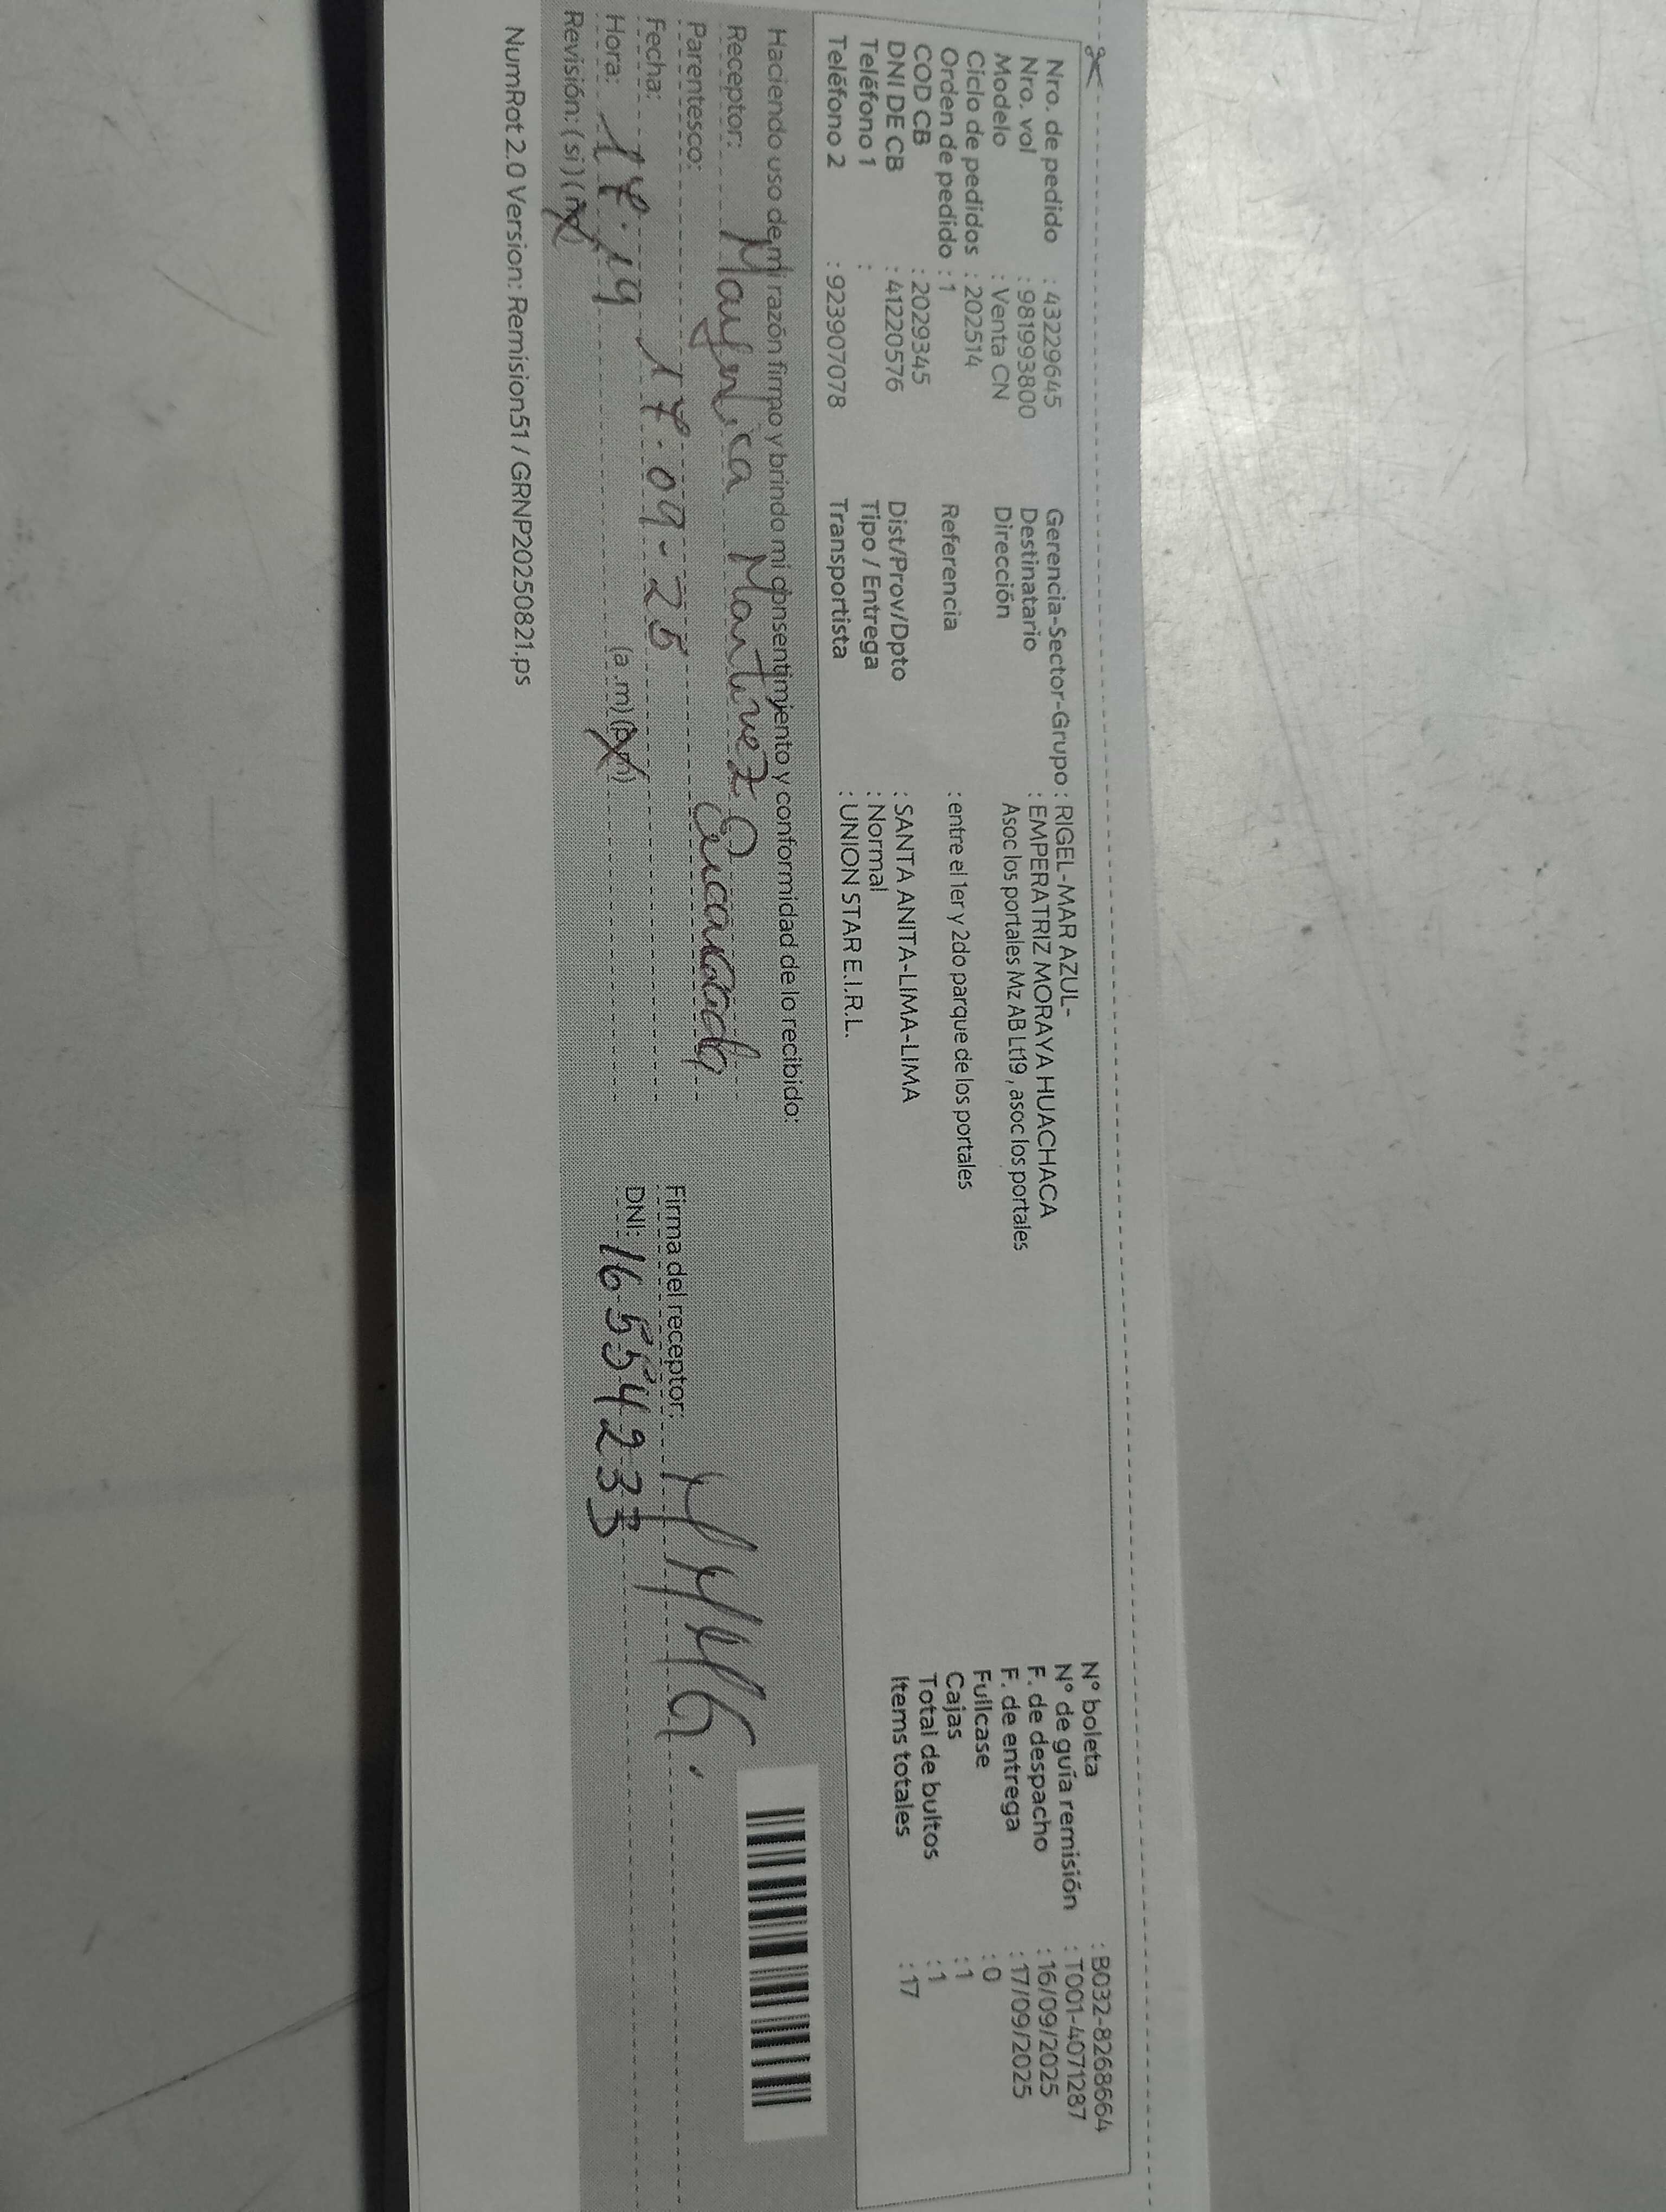 Nro. de pedido : 43229645
Nro. vol : 981993800
Modelo : Venta CN
Ciclo de pedidos : 202514
Orden de pedido : 1
COD CB : 2029345
DNI DE CB : 41220576
Teléfono 1 :
Teléfono 2 : 923907078
Gerencia-Sector-Grupo : RIGEL-MAR AZUL-
Destinatario : EMPERATRIZ MORAYA HUACHACA
Dirección Asoc los portales Mz AB Lt19 , asoc los portales
Referencia : entre el 1er y 2do parque de los portales
Dist/Prov/Dpto : SANTA ANITA-LIMA-LIMA
Tipo / Entrega : Normal
Transportista : UNION STAR E.I.R.L.
N° boleta : B032-8268664
N° de guía remisión : T001-4071287
F. de despacho : 16/09/2025
F. de entrega : 17/09/2025
Fullcase : 0
Cajas : 1
Total de bultos : 1
Items totales : 17
Haciendo uso de mi razón firmo y brindo mi consentimiento y conformidad de lo recibido:
Receptor: Martinez
Parentesco:
Fecha: 17.09-25
Hora: 17.19 (a .m) (p.m)
Revisión: ( si ) ( no )
Firma del receptor:
DNI: 16554233
NumRot 2.0 Version: Remision51 / GRNP20250821.ps